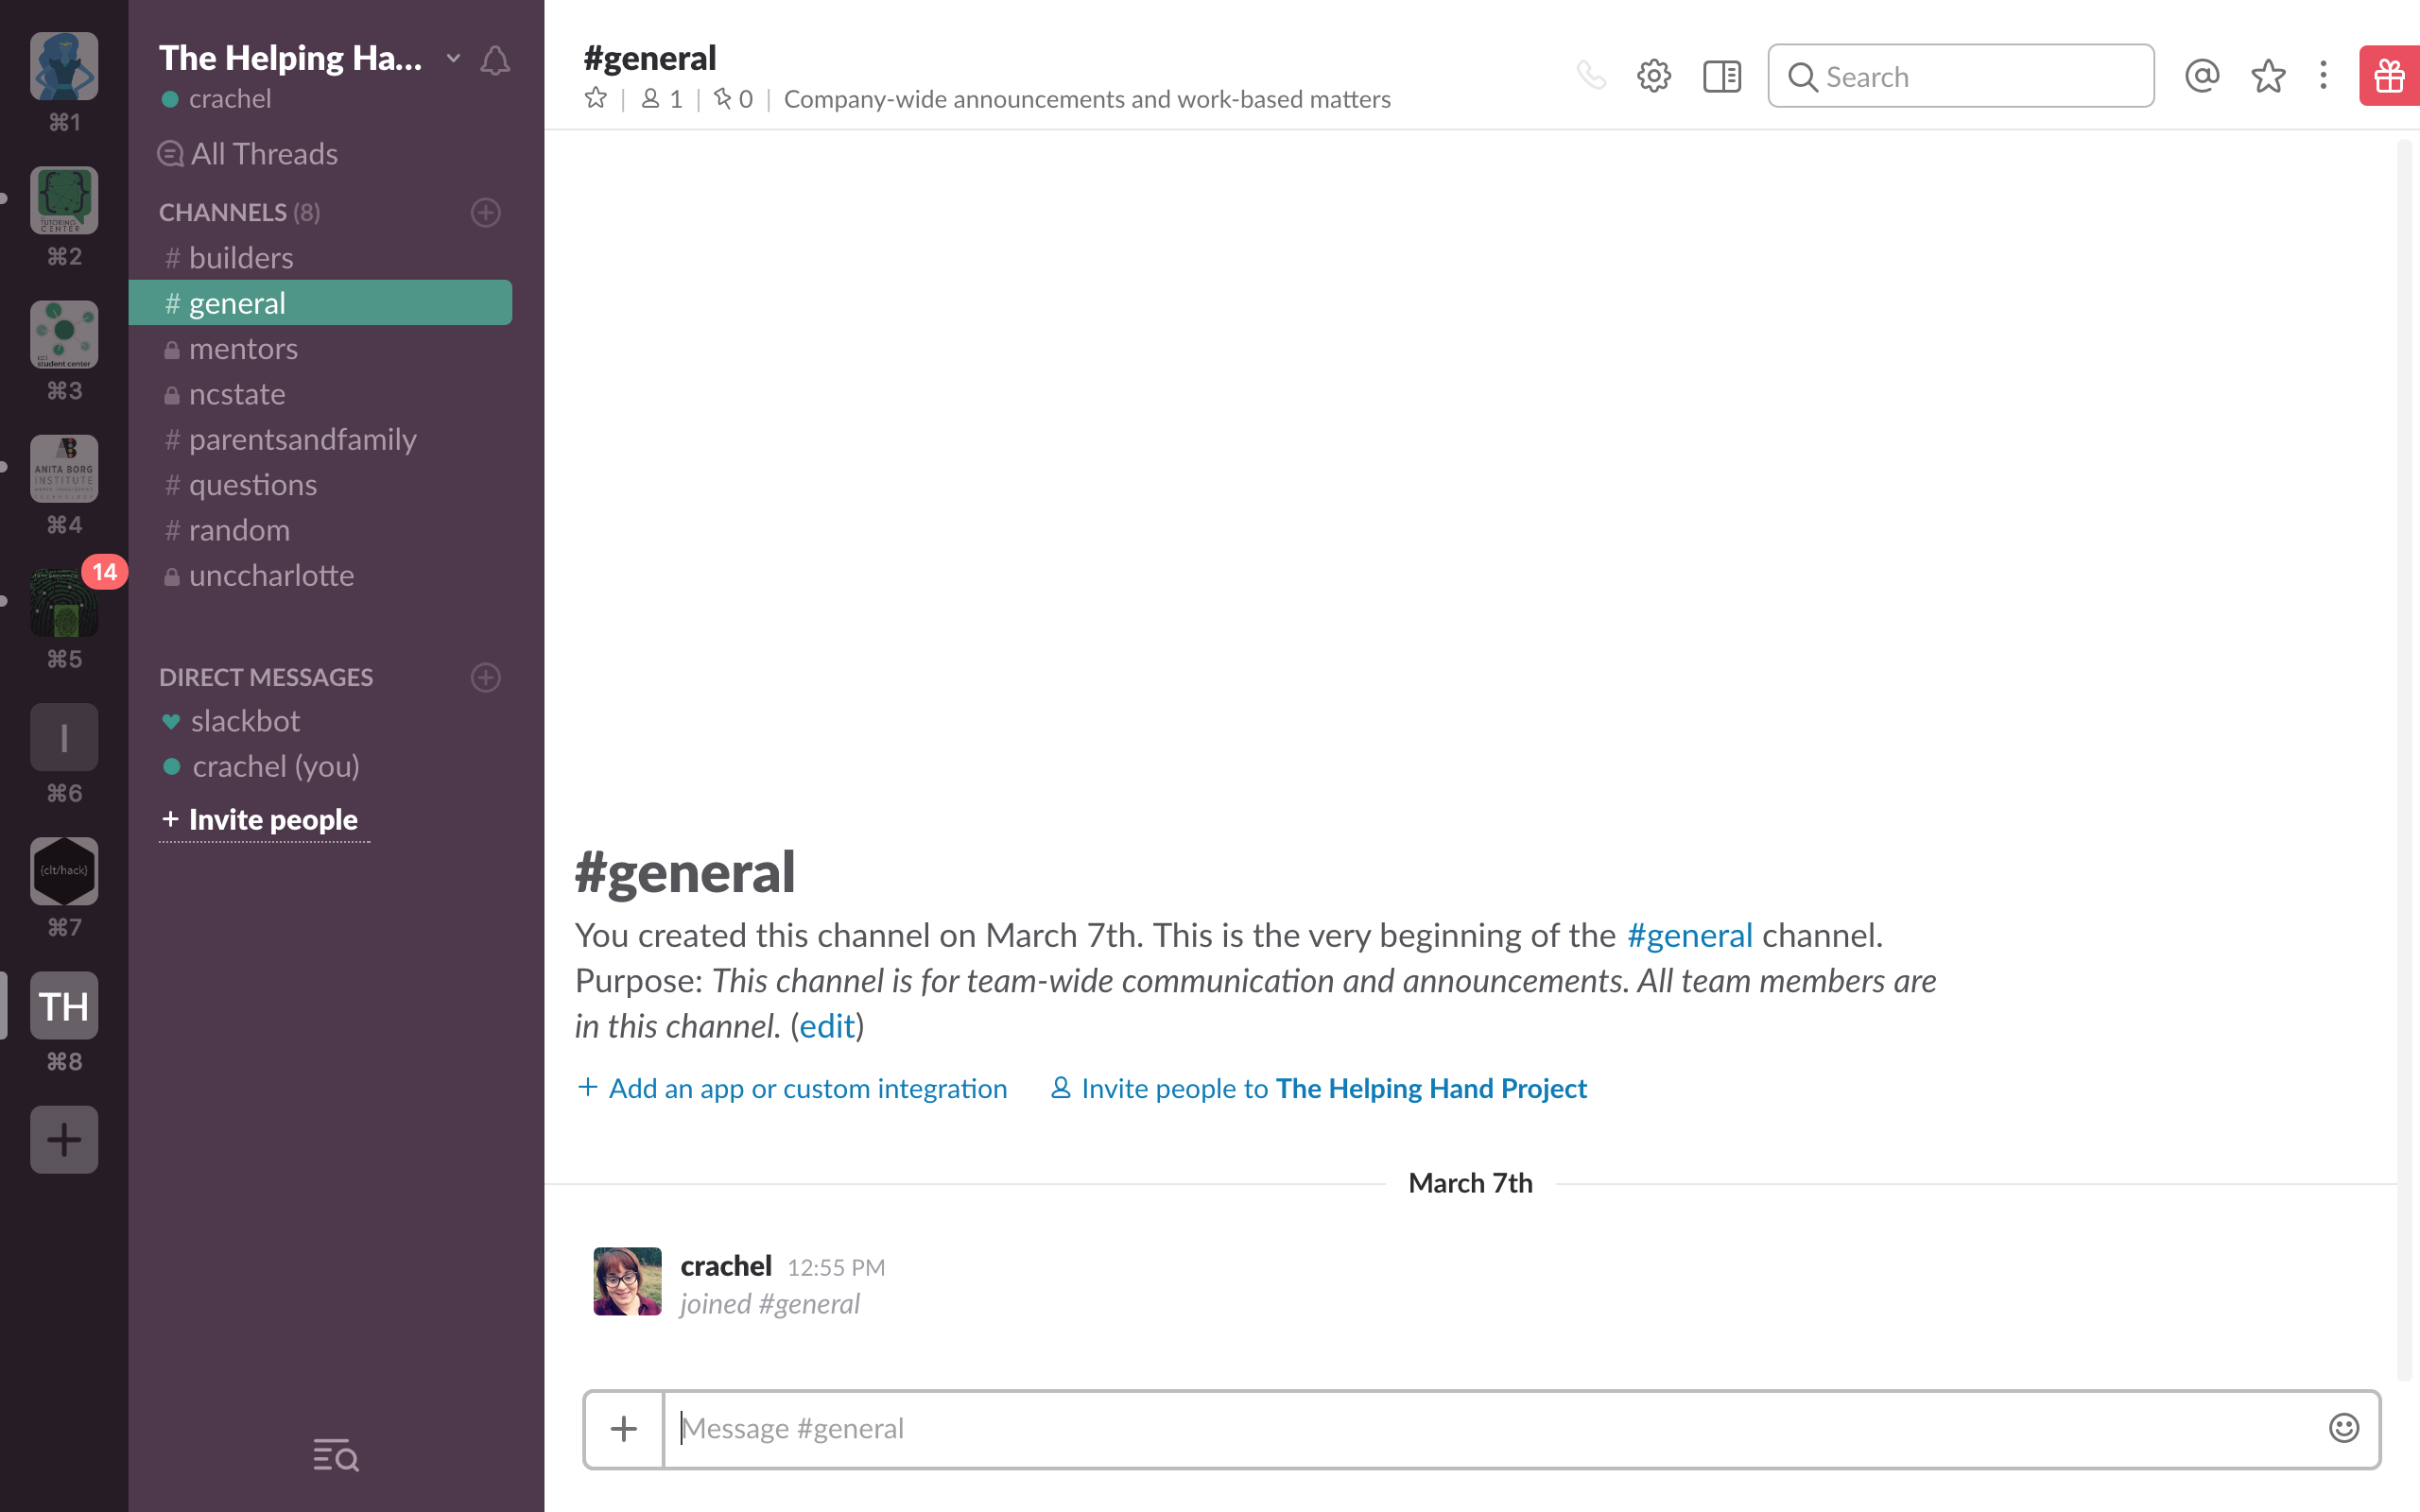 ⌘1
TUTORING
CENTER
⌘2
cci
student center
⌘3
ANITA BORG
INSTITUTE
⌘4
14
⌘5
I
⌘6
{clt/hack}
⌘7
TH
⌘8
The Helping Ha...
crachel
All Threads
CHANNELS (8)
# builders
# general
mentors
ncstate
# parentsandfamily
# questions
# random
unccharlotte
DIRECT MESSAGES
slackbot
crachel (you)
+ Invite people
#general
1 | 0 | Company-wide announcements and work-based matters
Search
#general
You created this channel on March 7th. This is the very beginning of the #general channel.
Purpose: This channel is for team-wide communication and announcements. All team members are
in this channel. (edit)
+ Add an app or custom integration Invite people to The Helping Hand Project
March 7th
crachel 12:55 PM
joined #general
Message #general